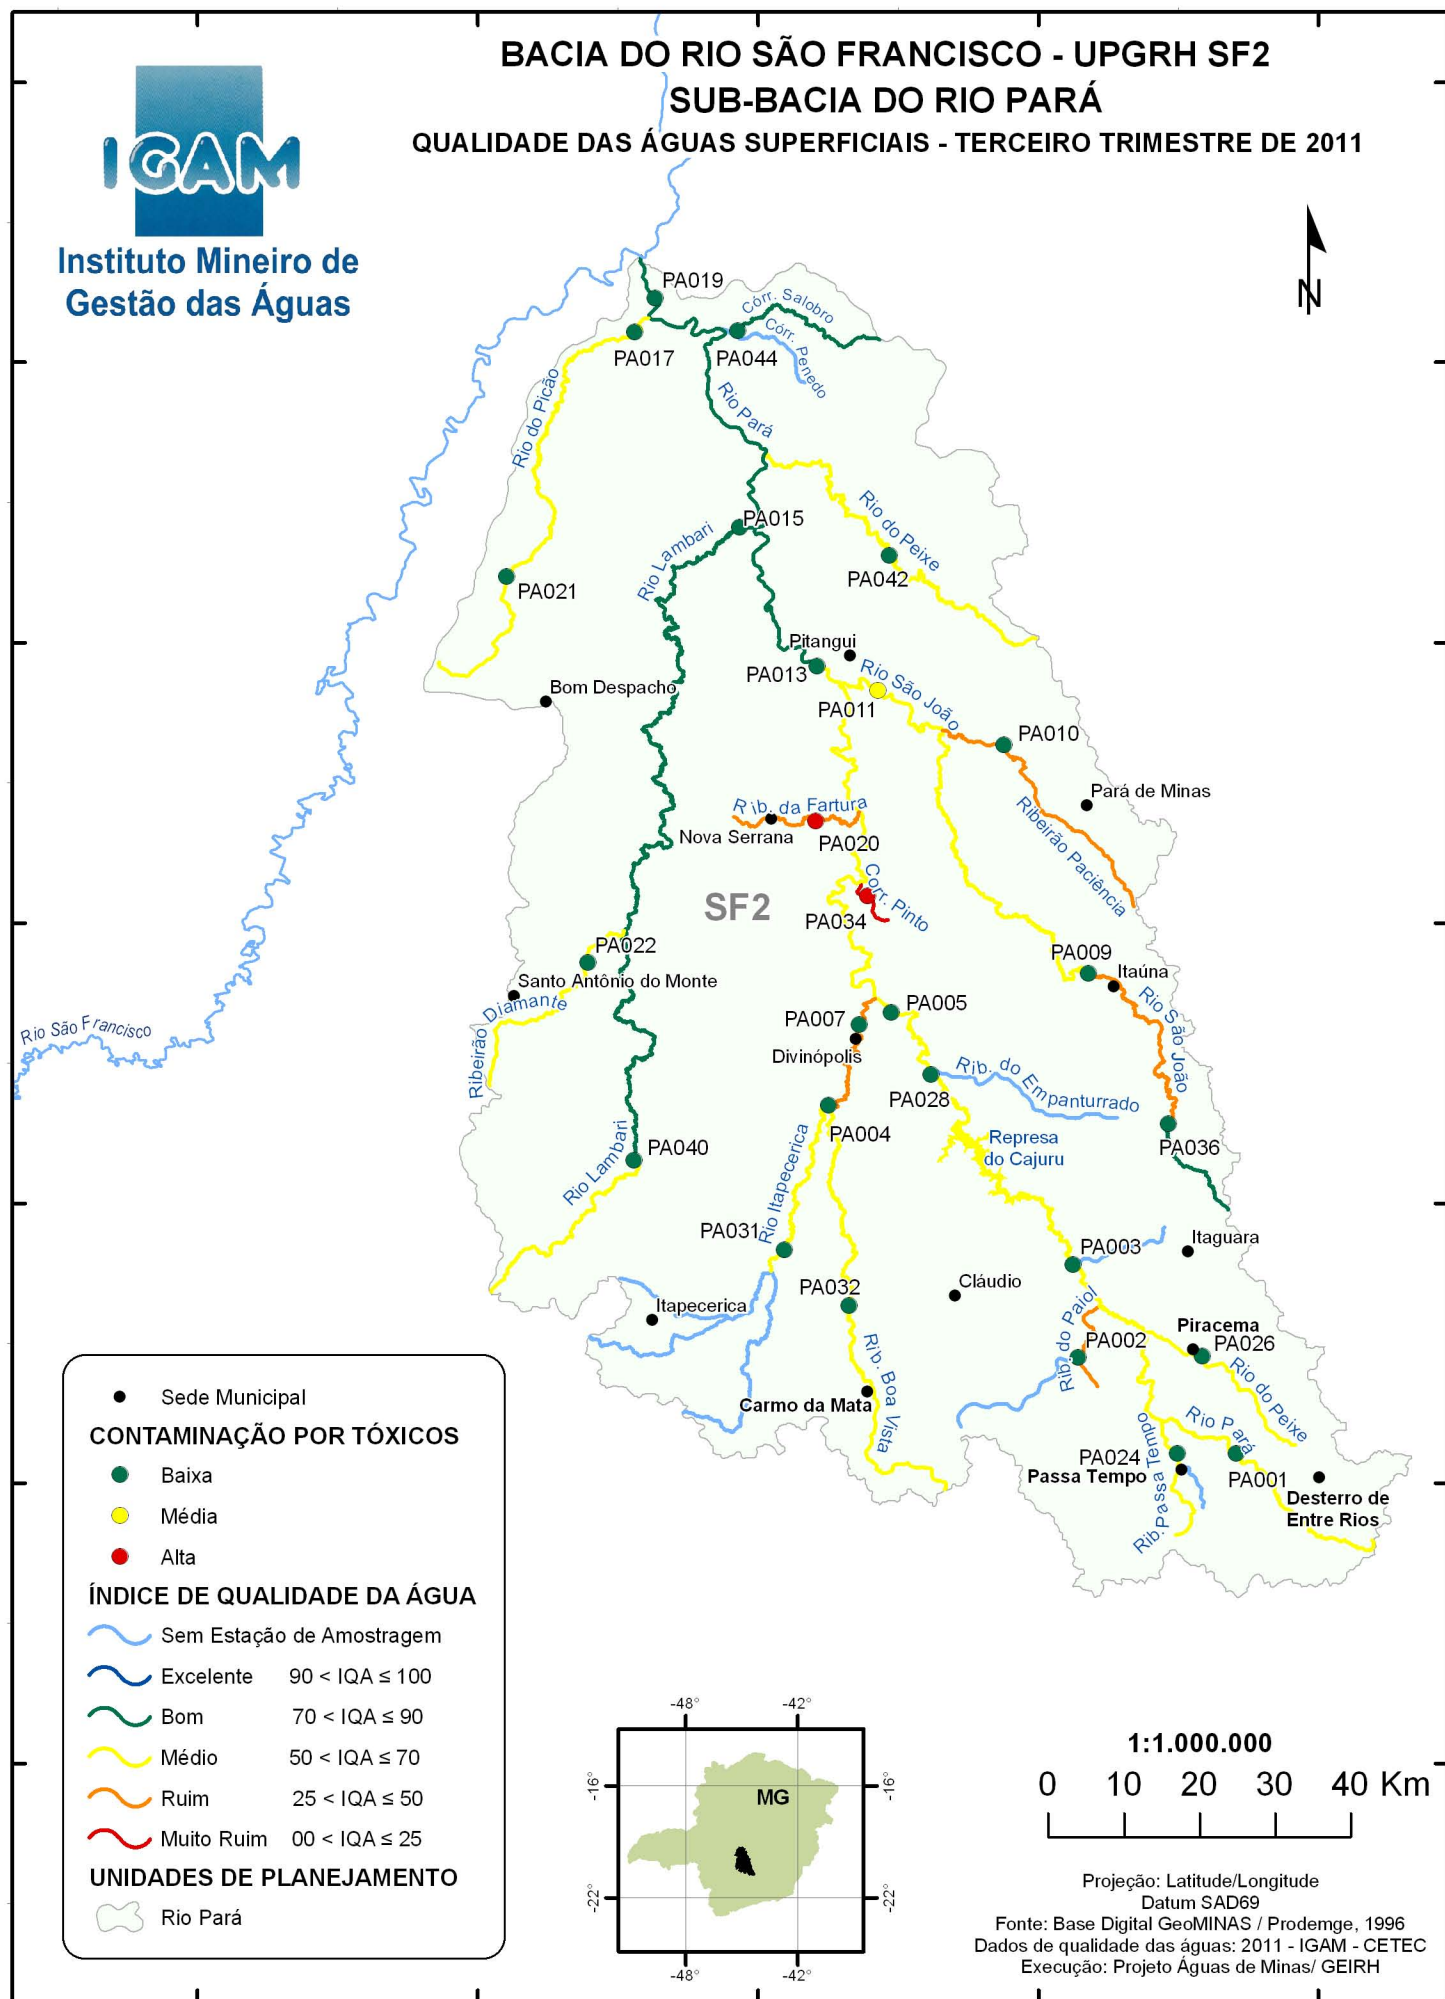 BACIA DO RIO SÃO FRANCISCO - UPGRH SF2
SUB-BACIA DO RIO PARÁ
QUALIDADE DAS ÁGUAS SUPERFICIAIS - TERCEIRO TRIMESTRE DE 2011
IGAM
Instituto Mineiro de
Gestão das Águas
N
PA019
Córr. Salobro
Córr. Penedo
PA017
PA044
Rio do Picão
Rio Pará
PA015
Rio Lambari
Rio do Peixe
PA042
PA021
Pitangui
PA013
Rio São João
Bom Despacho
PA011
PA010
Pará de Minas
Rib. da Fartura
Nova Serrana
PA020
Ribeirão Paciência
SF2
Corr. Pinto
PA034
PA022
PA009
Itaúna
Santo Antônio do Monte
Ribeirão Diamante
Rio São João
PA005
PA007
Divinópolis
Rio São Francisco
Rib. do Empanturrado
PA028
PA004
Represa
do Cajuru
PA036
PA040
Rio Lambari
Rio Itapecerica
PA031
PA003
Itaguara
PA032
Cláudio
Itapecerica
Rib. do Paiol
Piracema
PA002
PA026
Rio do Peixe
Rib. Boa Vista
Carmo da Mata
Rio Pará
PA024
Passa Tempo
Rib. Passa Tempo
PA001
Desterro de
Entre Rios
Sede Municipal
CONTAMINAÇÃO POR TÓXICOS
Baixa
Média
Alta
ÍNDICE DE QUALIDADE DA ÁGUA
Sem Estação de Amostragem
Excelente 90 < IQA ≤ 100
Bom 70 < IQA ≤ 90
Médio 50 < IQA ≤ 70
Ruim 25 < IQA ≤ 50
Muito Ruim 00 < IQA ≤ 25
UNIDADES DE PLANEJAMENTO
Rio Pará
-48° -42°
-16° -16°
MG
-22° -22°
-48° -42°
1:1.000.000
0 10 20 30 40 Km
Projeção: Latitude/Longitude
Datum SAD69
Fonte: Base Digital GeoMINAS / Prodemge, 1996
Dados de qualidade das águas: 2011 - IGAM - CETEC
Execução: Projeto Águas de Minas/ GEIRH